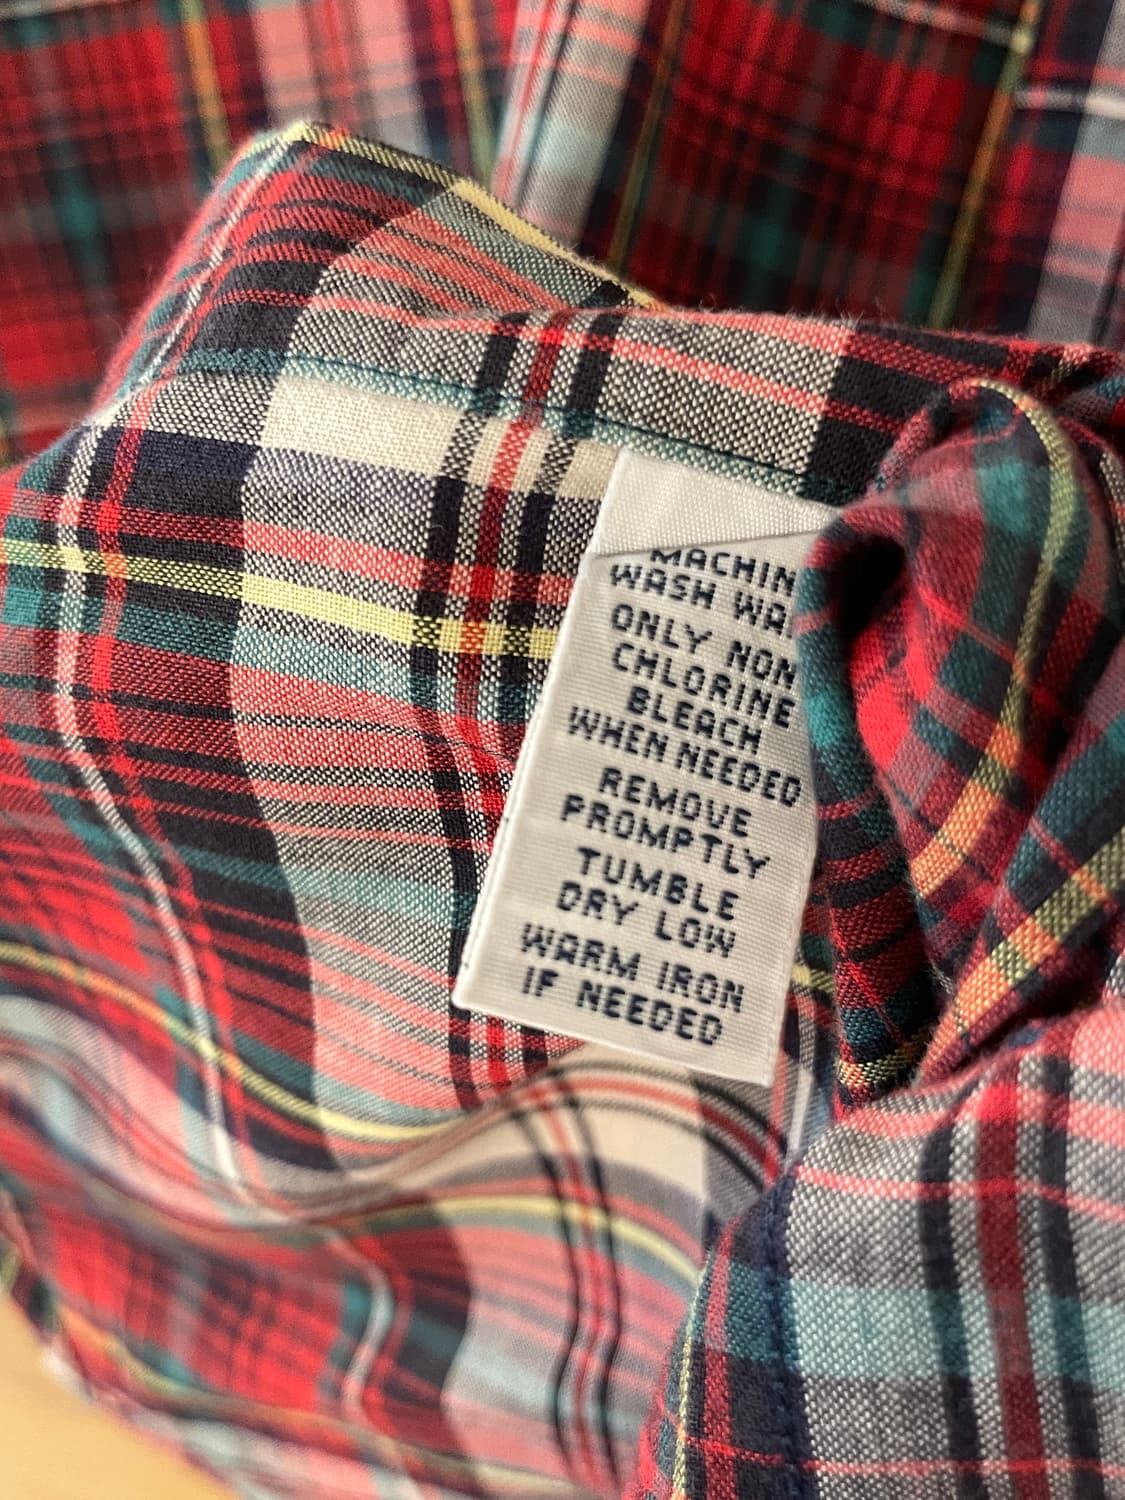 MACHIN
WASH WA
ONLY NON
CHLORINE
BLEACH
WHEN NEEDED
REMOVE
PROMPTLY
TUMBLE
DRY LOW
WARM IRON
IF NEEDED